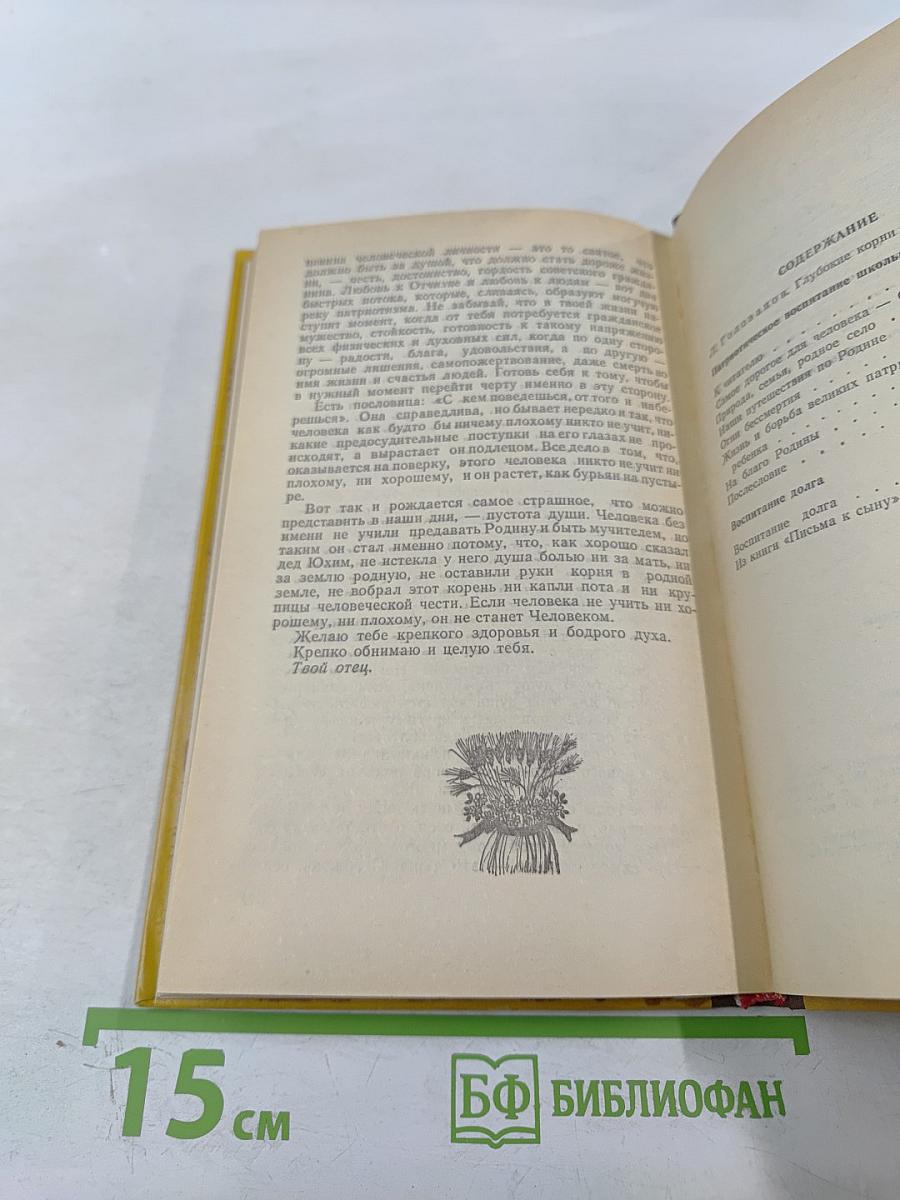 шиння человеческой личности — это то святое, что
должно быть за душой, что должно стать дороже жиз-
ни, — честь, достоинство, гордость советского гражда-
нина. Любовь к Отчизне и любовь к людям — вот два
быстрых потока, которые, сливаясь, образуют могучую
реку патриотизма. Не забывай, что в твоей жизни на-
ступит момент, когда от тебя потребуется гражданское
мужество, стойкость, готовность к такому напряжению
всех физических и духовных сил, когда по одну сторо-
ну — радости, блага, удовольствия, а по другую —
огромные лишения, самопожертвование, даже смерть во
имя жизни и счастья людей. Готовь себя к тому, чтобы
в нужный момент перейти черту именно в эту сторону.
Есть пословица: «С кем поведешься, от того и набе-
решься». Она справедлива, но бывает нередко и так, что
человека как будто бы ничему плохому никто не учит, ни-
какие предосудительные поступки на его глазах не про-
исходят, а вырастает он подлецом. Все дело в том, что,
оказывается на поверку, этого человека никто не учит ни
плохому, ни хорошему, и он растет, как бурьян на пусты-
ре.
Вот так и рождается самое страшное, что можно
представить в наши дни, — пустота души. Человека без
имени не учили предавать Родину и быть мучителем, но
таким он стал именно потому, что, как хорошо сказал
дед Юхим, не истекла у него душа болью ни за мать, ни
за землю родную, не оставили руки корня в родной
земле, не вобрал этот корень ни капли пота и ни кру-
пицы человеческой чести. Если человека не учить ни хо-
рошему, ни плохому, он не станет Человеком.
Желаю тебе крепкого здоровья и бодрого духа.
Крепко обнимаю и целую тебя.
Твой отец.
СОДЕРЖАНИЕ
Д. Голованов. Глубокие корни
Патриотическое воспитание школь
К читателю
Самое дорогое для человека —
Природа, семья, родное село
Наши путешествия по Родине
Огни бессмертия
Жизнь и борьба великих патри
ребенка
На благо Родины
Послесловие
Воспитание долга
Воспитание долга
Из книги «Письма к сыну»
15 см
БФ БИБЛИОФАН